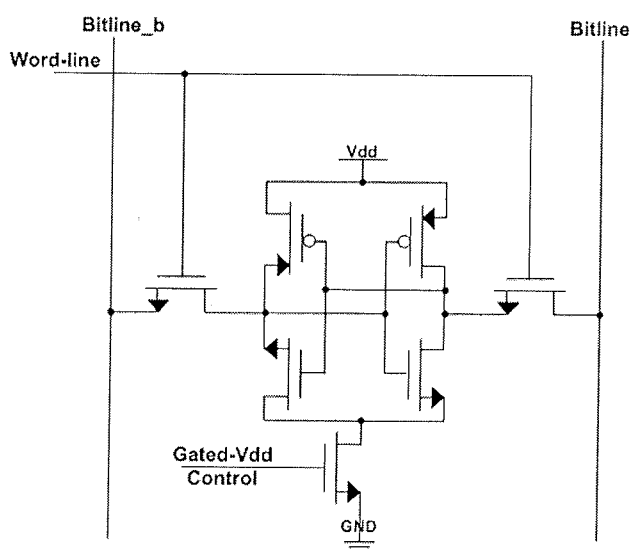 Bitline_b
Bitline
Word-line
Vdd
Gated-Vdd
Control
GND